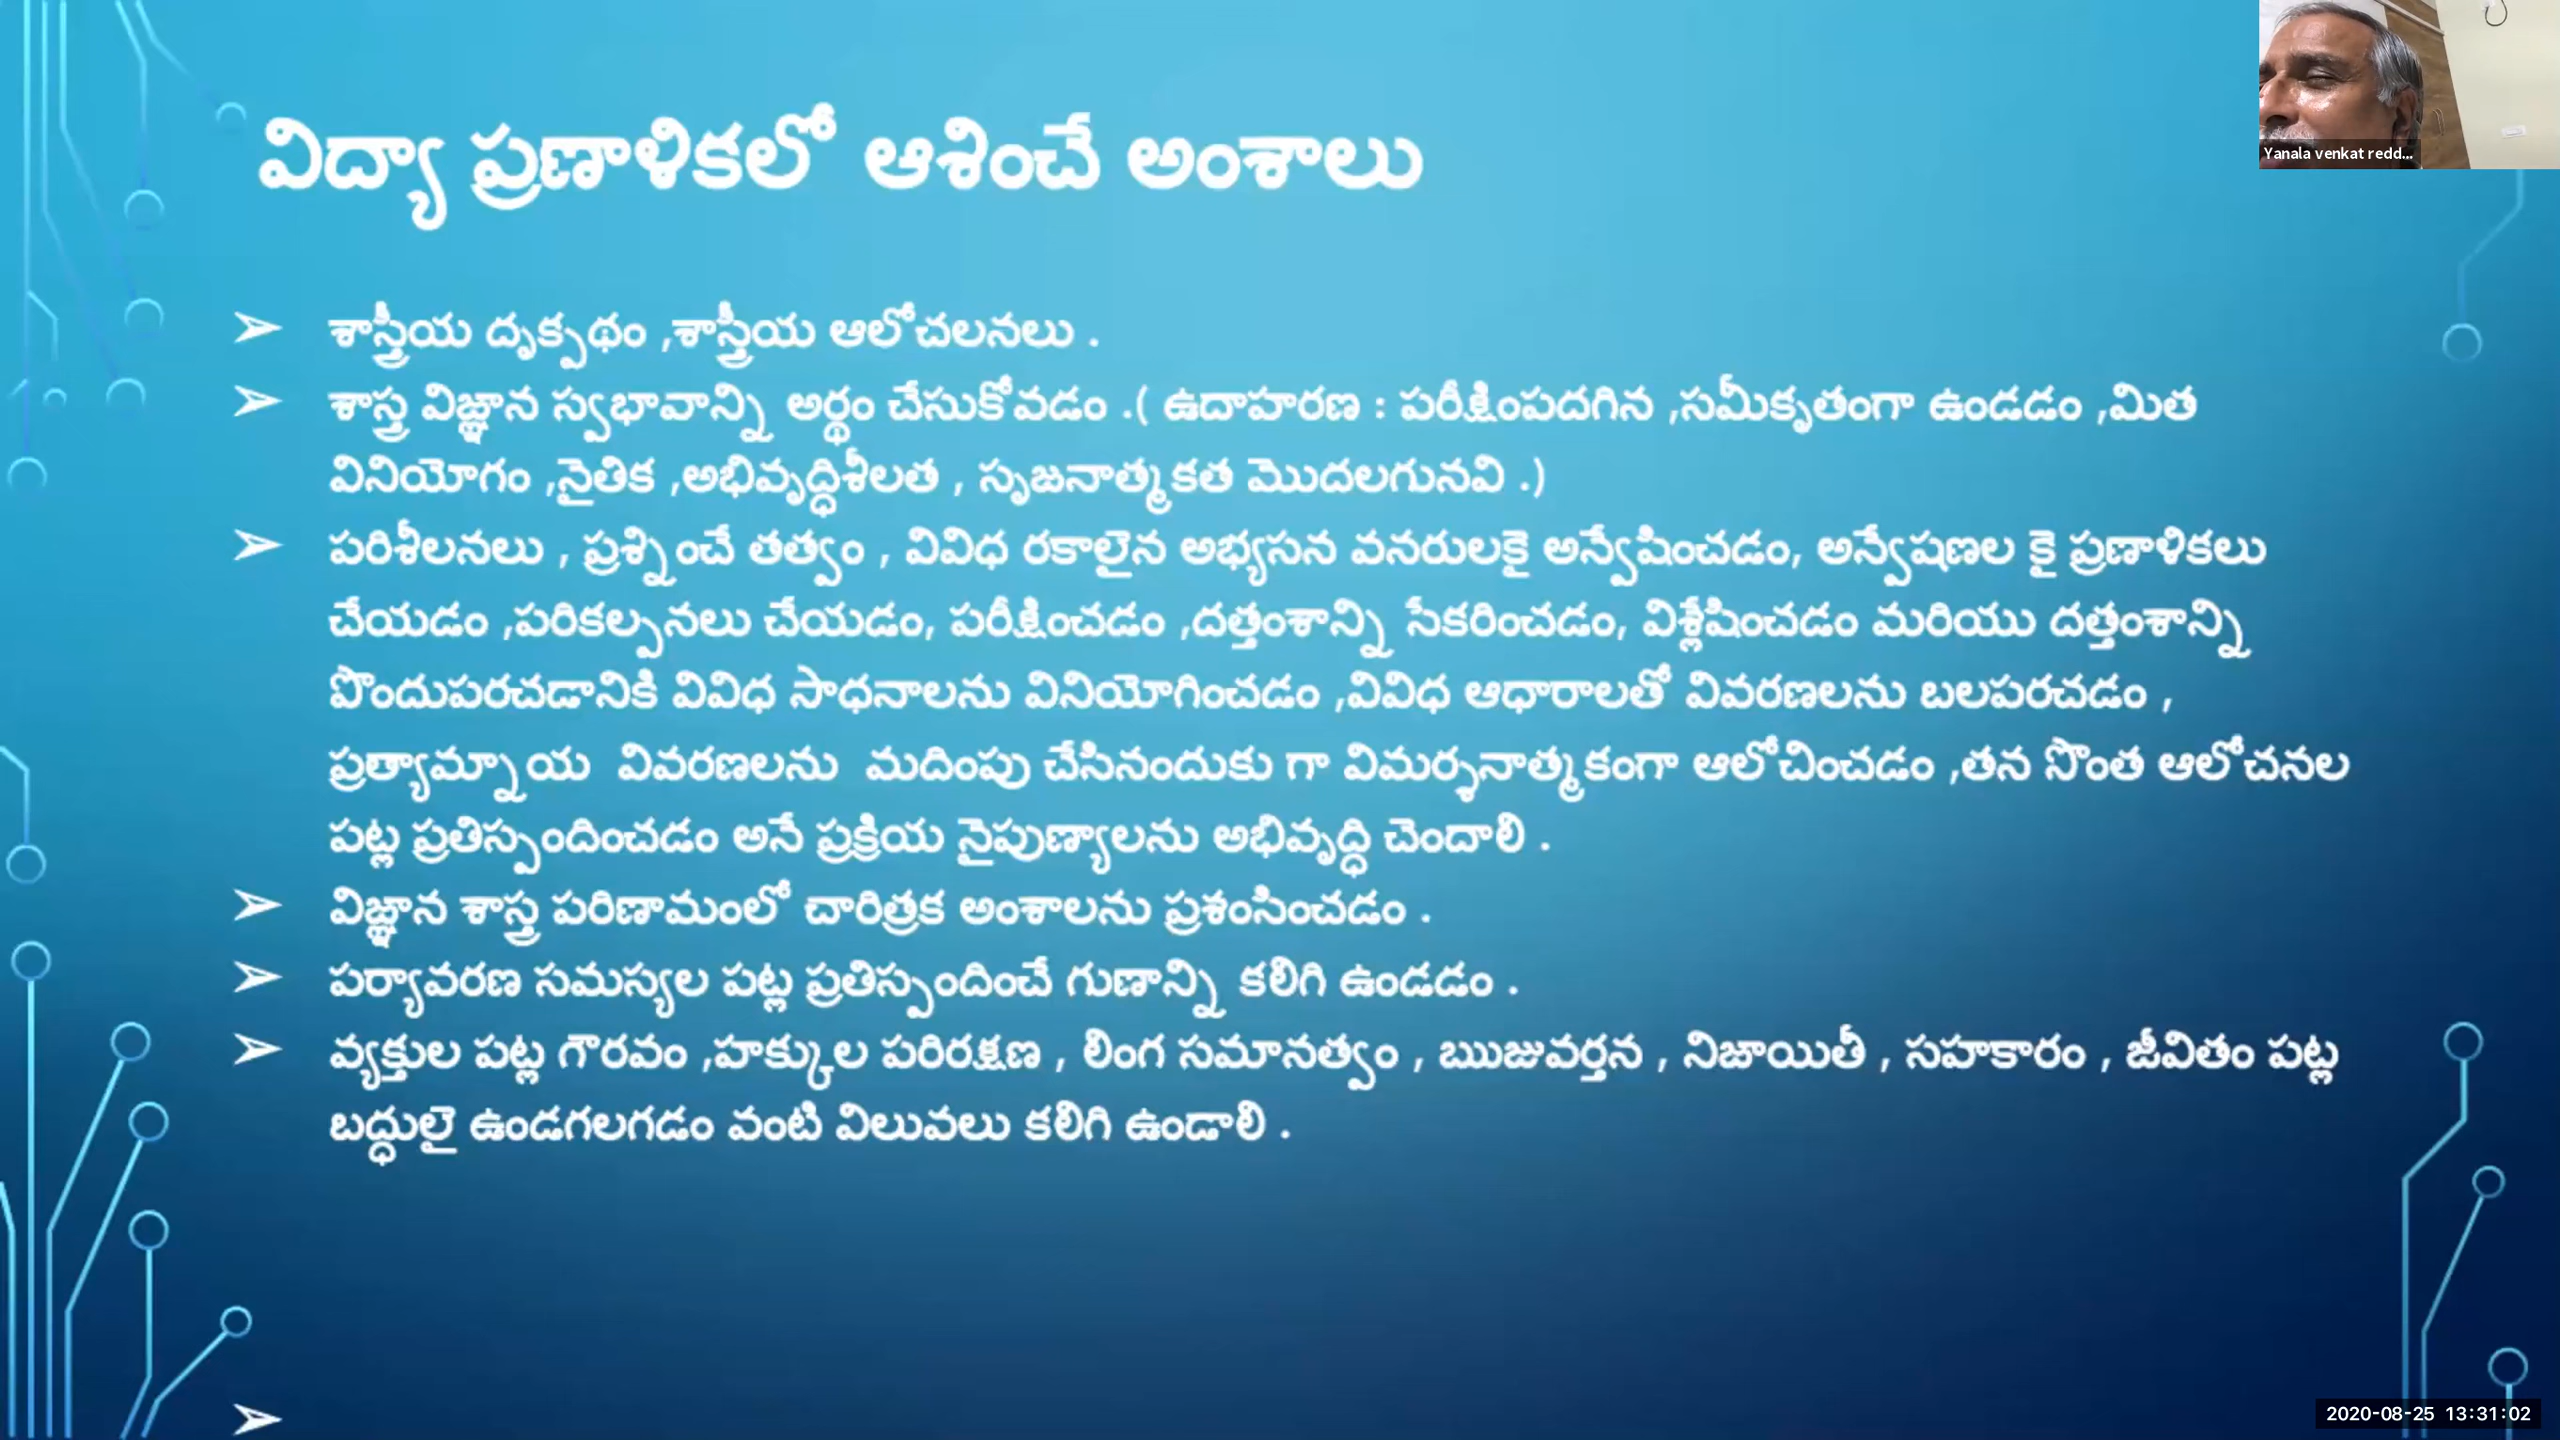 విద్యా ప్రణాళికలో ఆశించే అంశాలు
Yanala venkat redd...
➢ శాస్త్రీయ దృక్పథం ,శాస్త్రీయ ఆలోచలనలు .
➢ శాస్త్ర విజ్ఞాన స్వభావాన్ని అర్థం చేసుకోవడం .( ఉదాహరణ : పరీక్షింపదగిన ,సమీకృతంగా ఉండడం ,మిత
వినియోగం ,నైతిక ,అభివృద్ధిశీలత , సృజనాత్మకత మొదలగునవి .)
➢ పరిశీలనలు , ప్రశ్నించే తత్వం , వివిధ రకాలైన అభ్యసన వనరులకై అన్వేషించడం, అన్వేషణల కై ప్రణాళికలు
చేయడం ,పరికల్పనలు చేయడం, పరీక్షించడం ,దత్తంశాన్ని సేకరించడం, విశ్లేషించడం మరియు దత్తంశాన్ని
పొందుపరచడానికి వివిధ సాధనాలను వినియోగించడం ,వివిధ ఆధారాలతో వివరణలను బలపరచడం ,
ప్రత్యామ్నాయ వివరణలను మదింపు చేసినందుకు గా విమర్శనాత్మకంగా ఆలోచించడం ,తన సొంత ఆలోచనల
పట్ల ప్రతిస్పందించడం అనే ప్రక్రియ నైపుణ్యాలను అభివృద్ధి చెందాలి .
➢ విజ్ఞాన శాస్త్ర పరిణామంలో చారిత్రక అంశాలను ప్రశంసించడం .
➢ పర్యావరణ సమస్యల పట్ల ప్రతిస్పందించే గుణాన్ని కలిగి ఉండడం .
➢ వ్యక్తుల పట్ల గౌరవం ,హక్కుల పరిరక్షణ , లింగ సమానత్వం , ఋజువర్తన , నిజాయితీ , సహకారం , జీవితం పట్ల
బద్ధులై ఉండగలగడం వంటి విలువలు కలిగి ఉండాలి .
➢
2020-08-25 13:31:02